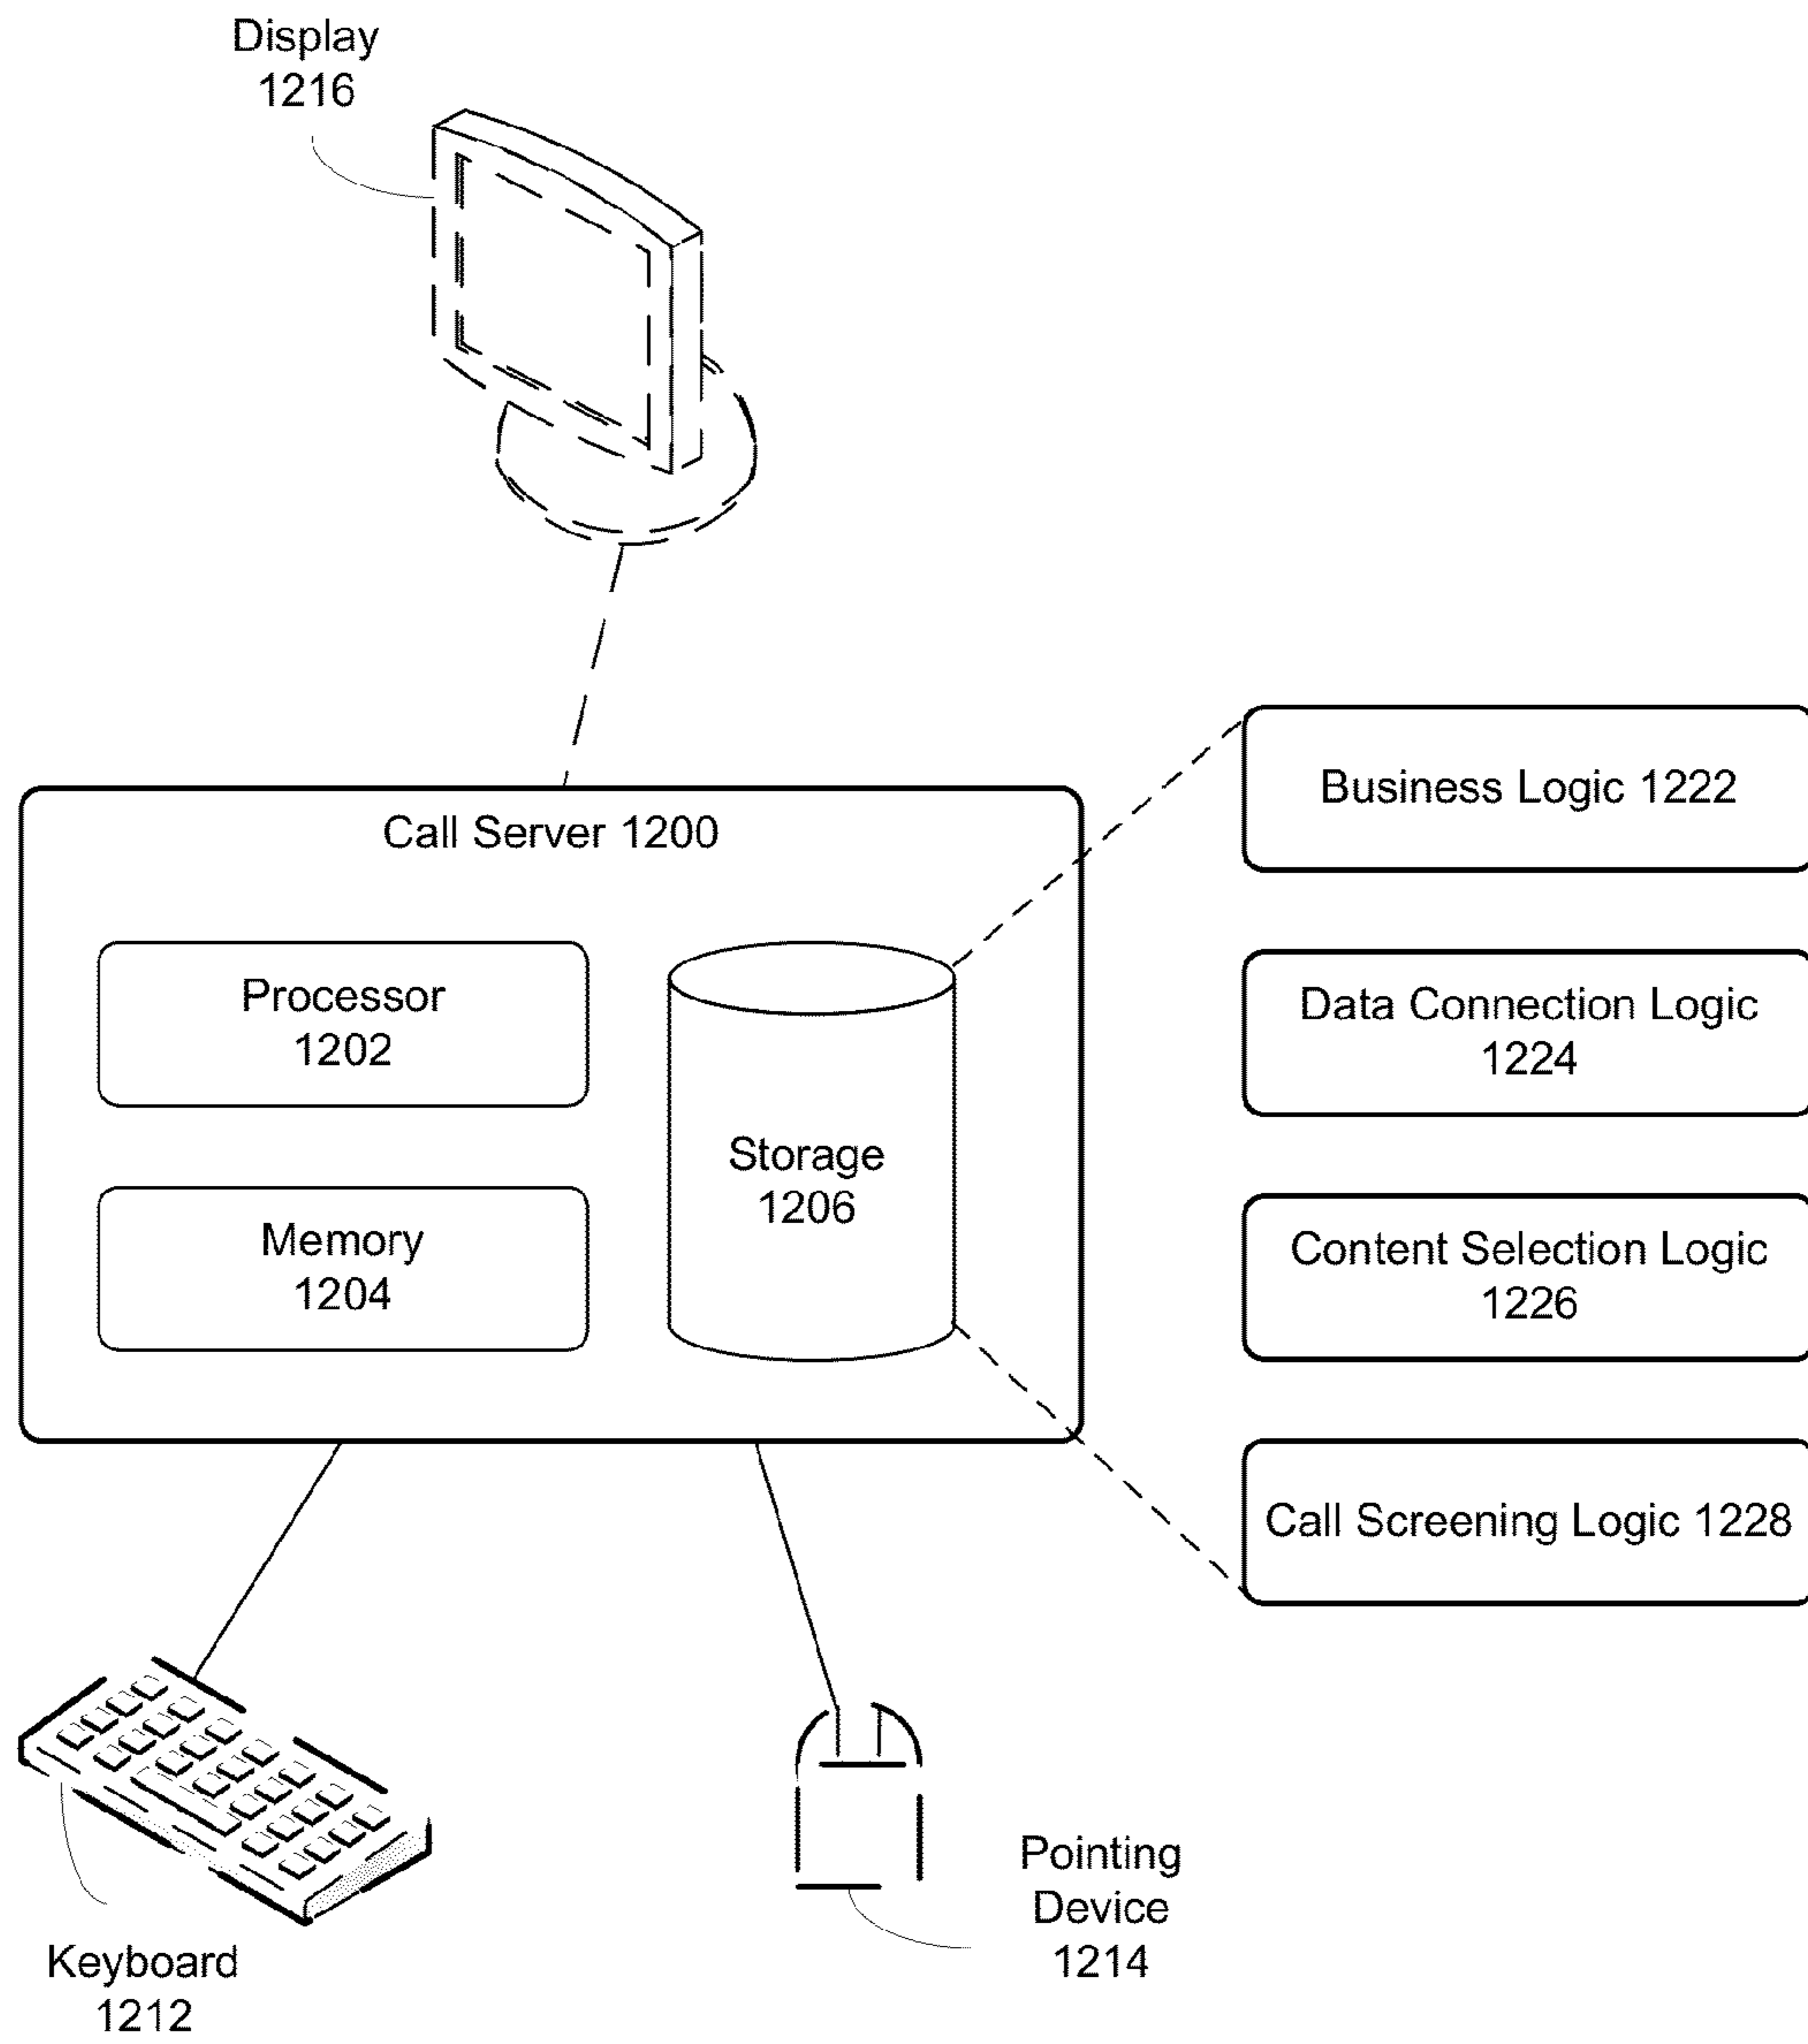 Display
1216
Call Server 1200
Processor
1202
Memory
1204
Storage
1206
Business Logic 1222
Data Connection Logic
1224
Content Selection Logic
1226
Call Screening Logic 1228
Keyboard
1212
Pointing
Device
1214